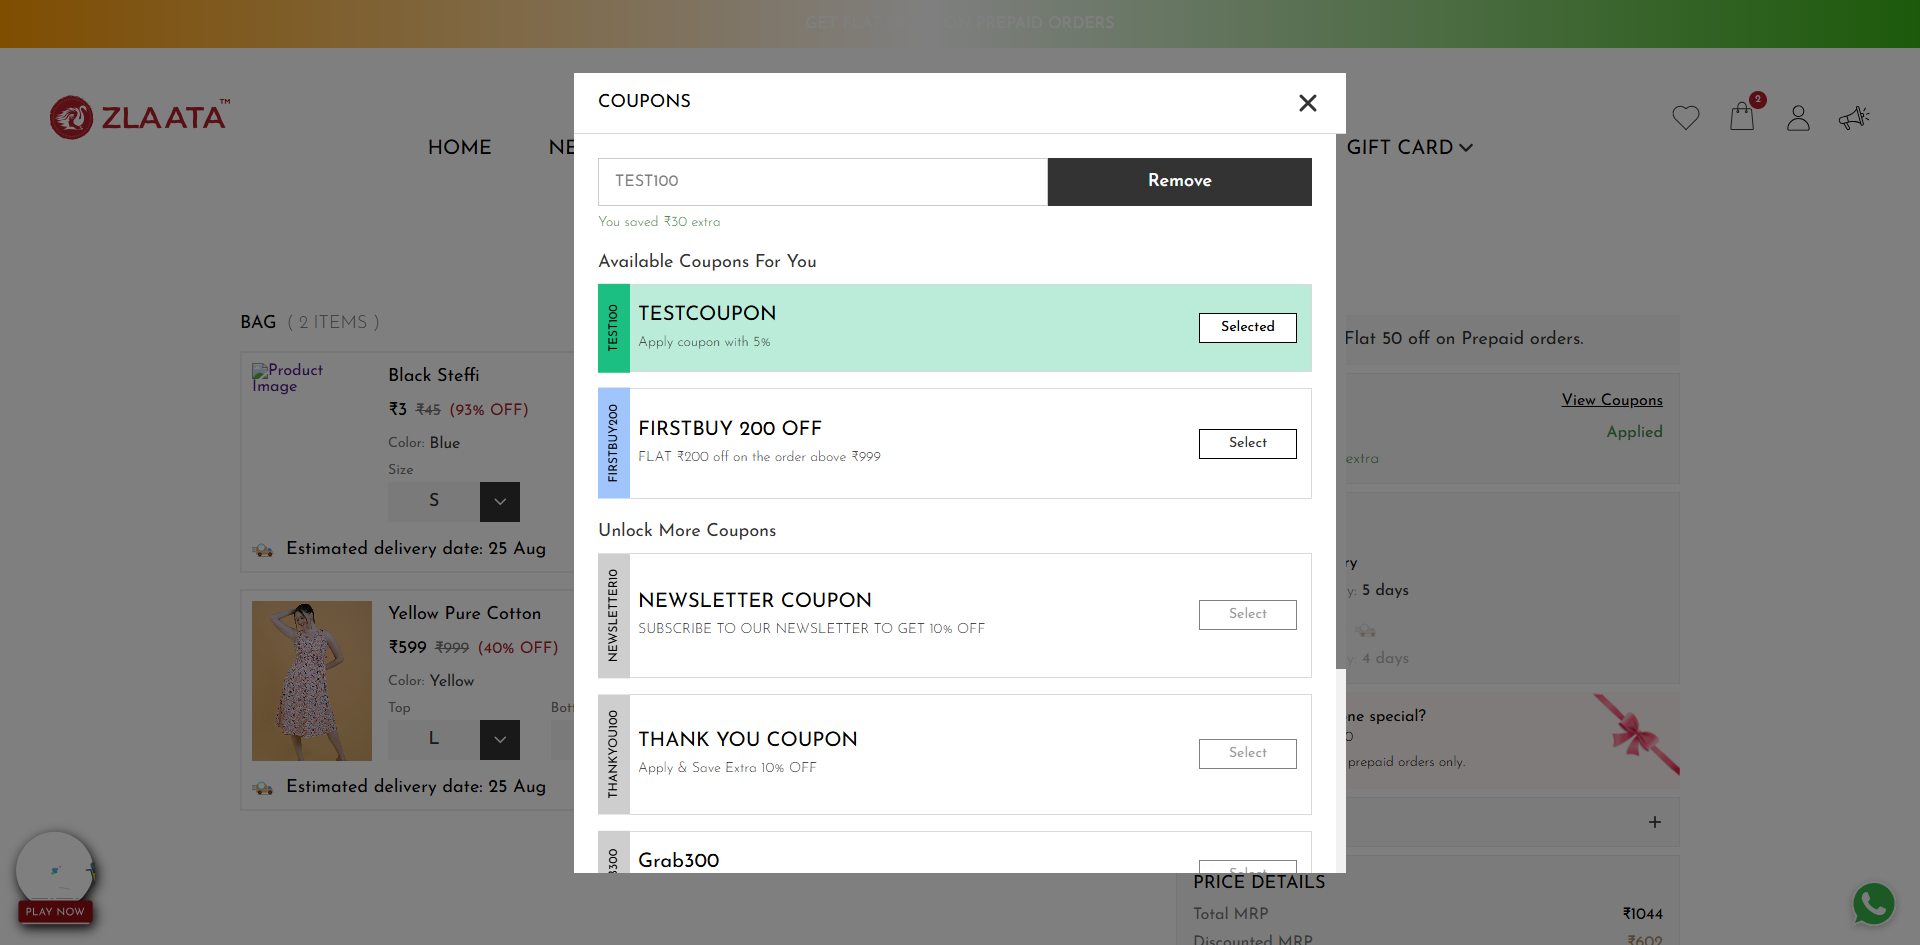 GET FLAT ON PREPAID ORDERS
ZLAATA™
2
HOME
NE
GIFT CARD
COUPONS
TEST100
Remove
You saved ₹30 extra
Available Coupons For You
TEST100
TESTCOUPON
Apply coupon with 5%
Selected
FIRSTBUY200
FIRSTBUY 200 OFF
FLAT ₹200 off on the order above ₹999
Select
Unlock More Coupons
NEWSLETTER10
NEWSLETTER COUPON
SUBSCRIBE TO OUR NEWSLETTER TO GET 10% OFF
Select
THANKYOU100
THANK YOU COUPON
Apply & Save Extra 10% OFF
Select
Grab300
Select
BAG ( 2 ITEMS )
Product Image
Black Steffi
₹3 ₹45 (93% OFF)
Color: Blue
Size
S
Estimated delivery date: 25 Aug
Yellow Pure Cotton
₹599 ₹999 (40% OFF)
Color: Yellow
Top
Bott
L
Estimated delivery date: 25 Aug
Flat 50 off on Prepaid orders.
View Coupons
Applied
extra
ry
y: 5 days
y: 4 days
ne special?
0
prepaid orders only.
+
PRICE DETAILS
Total MRP
₹1044
Discounted MRP
₹602
PLAY NOW